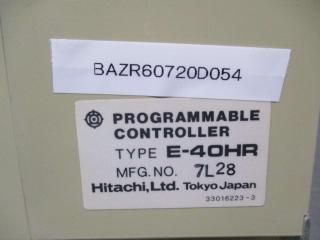 BAZR60720D054
PROGRAMMABLE
CONTROLLER
TYPE E-40HR
MFG.NO. 7L28
Hitachi,Ltd. Tokyo Japan
33016223-3